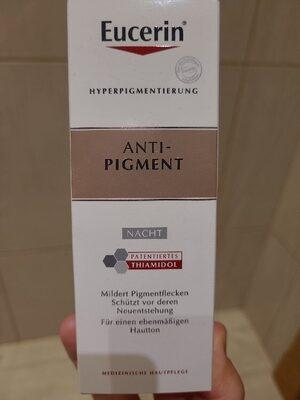 Eucerin®
HYPERPIGMENTIERUNG
ANTI-
PIGMENT
NACHT
PATENTIERTES
THIAMIDOL
Mildert Pigmentflecken
Schützt vor deren
Neuentstehung
Für einen ebenmäßigen
Hautton
MEDIZINISCHE HAUTPFLEGE